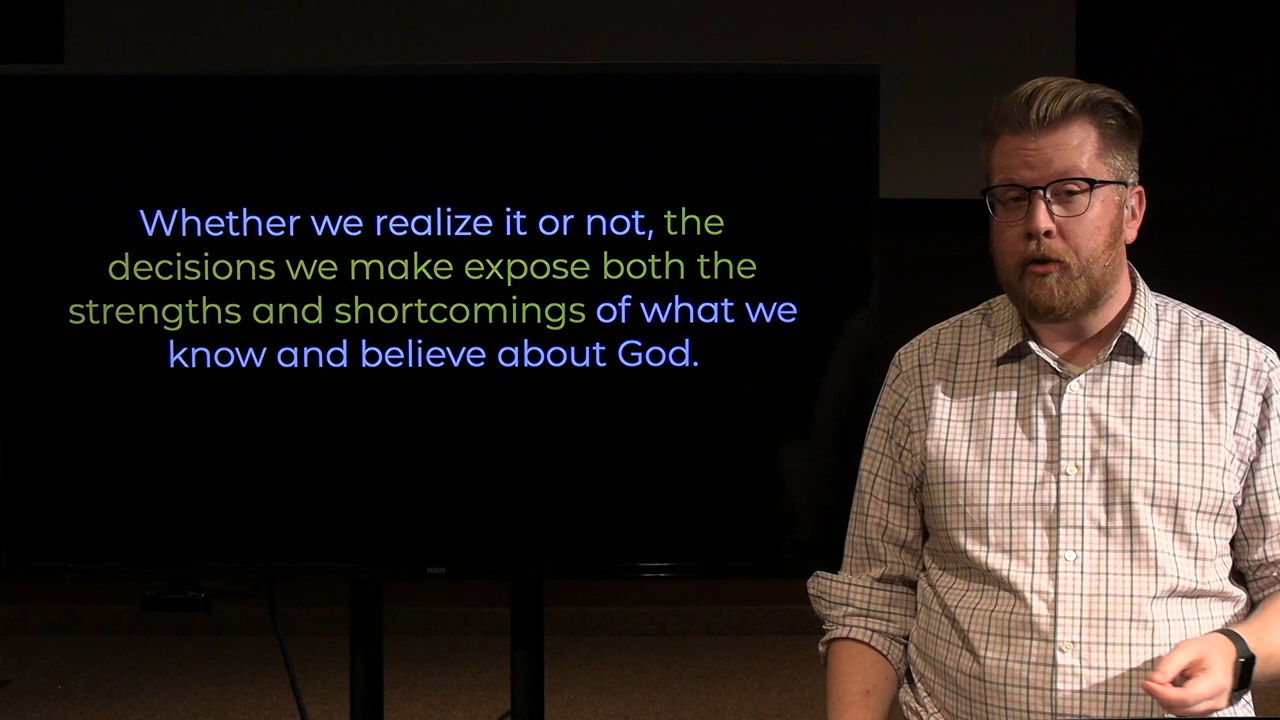 Whether we realize it or not, the
decisions we make expose both the
strengths and shortcomings of what we
know and believe about God.
RCA